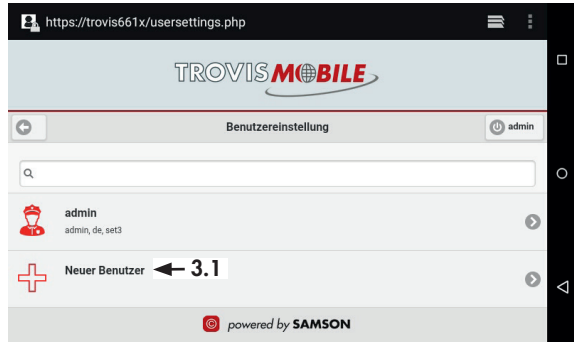 https://trovis661x/usersettings.php
TROVIS MOBILE
Benutzereinstellung
admin
admin
admin, de, set3
Neuer Benutzer
3.1
powered by SAMSON